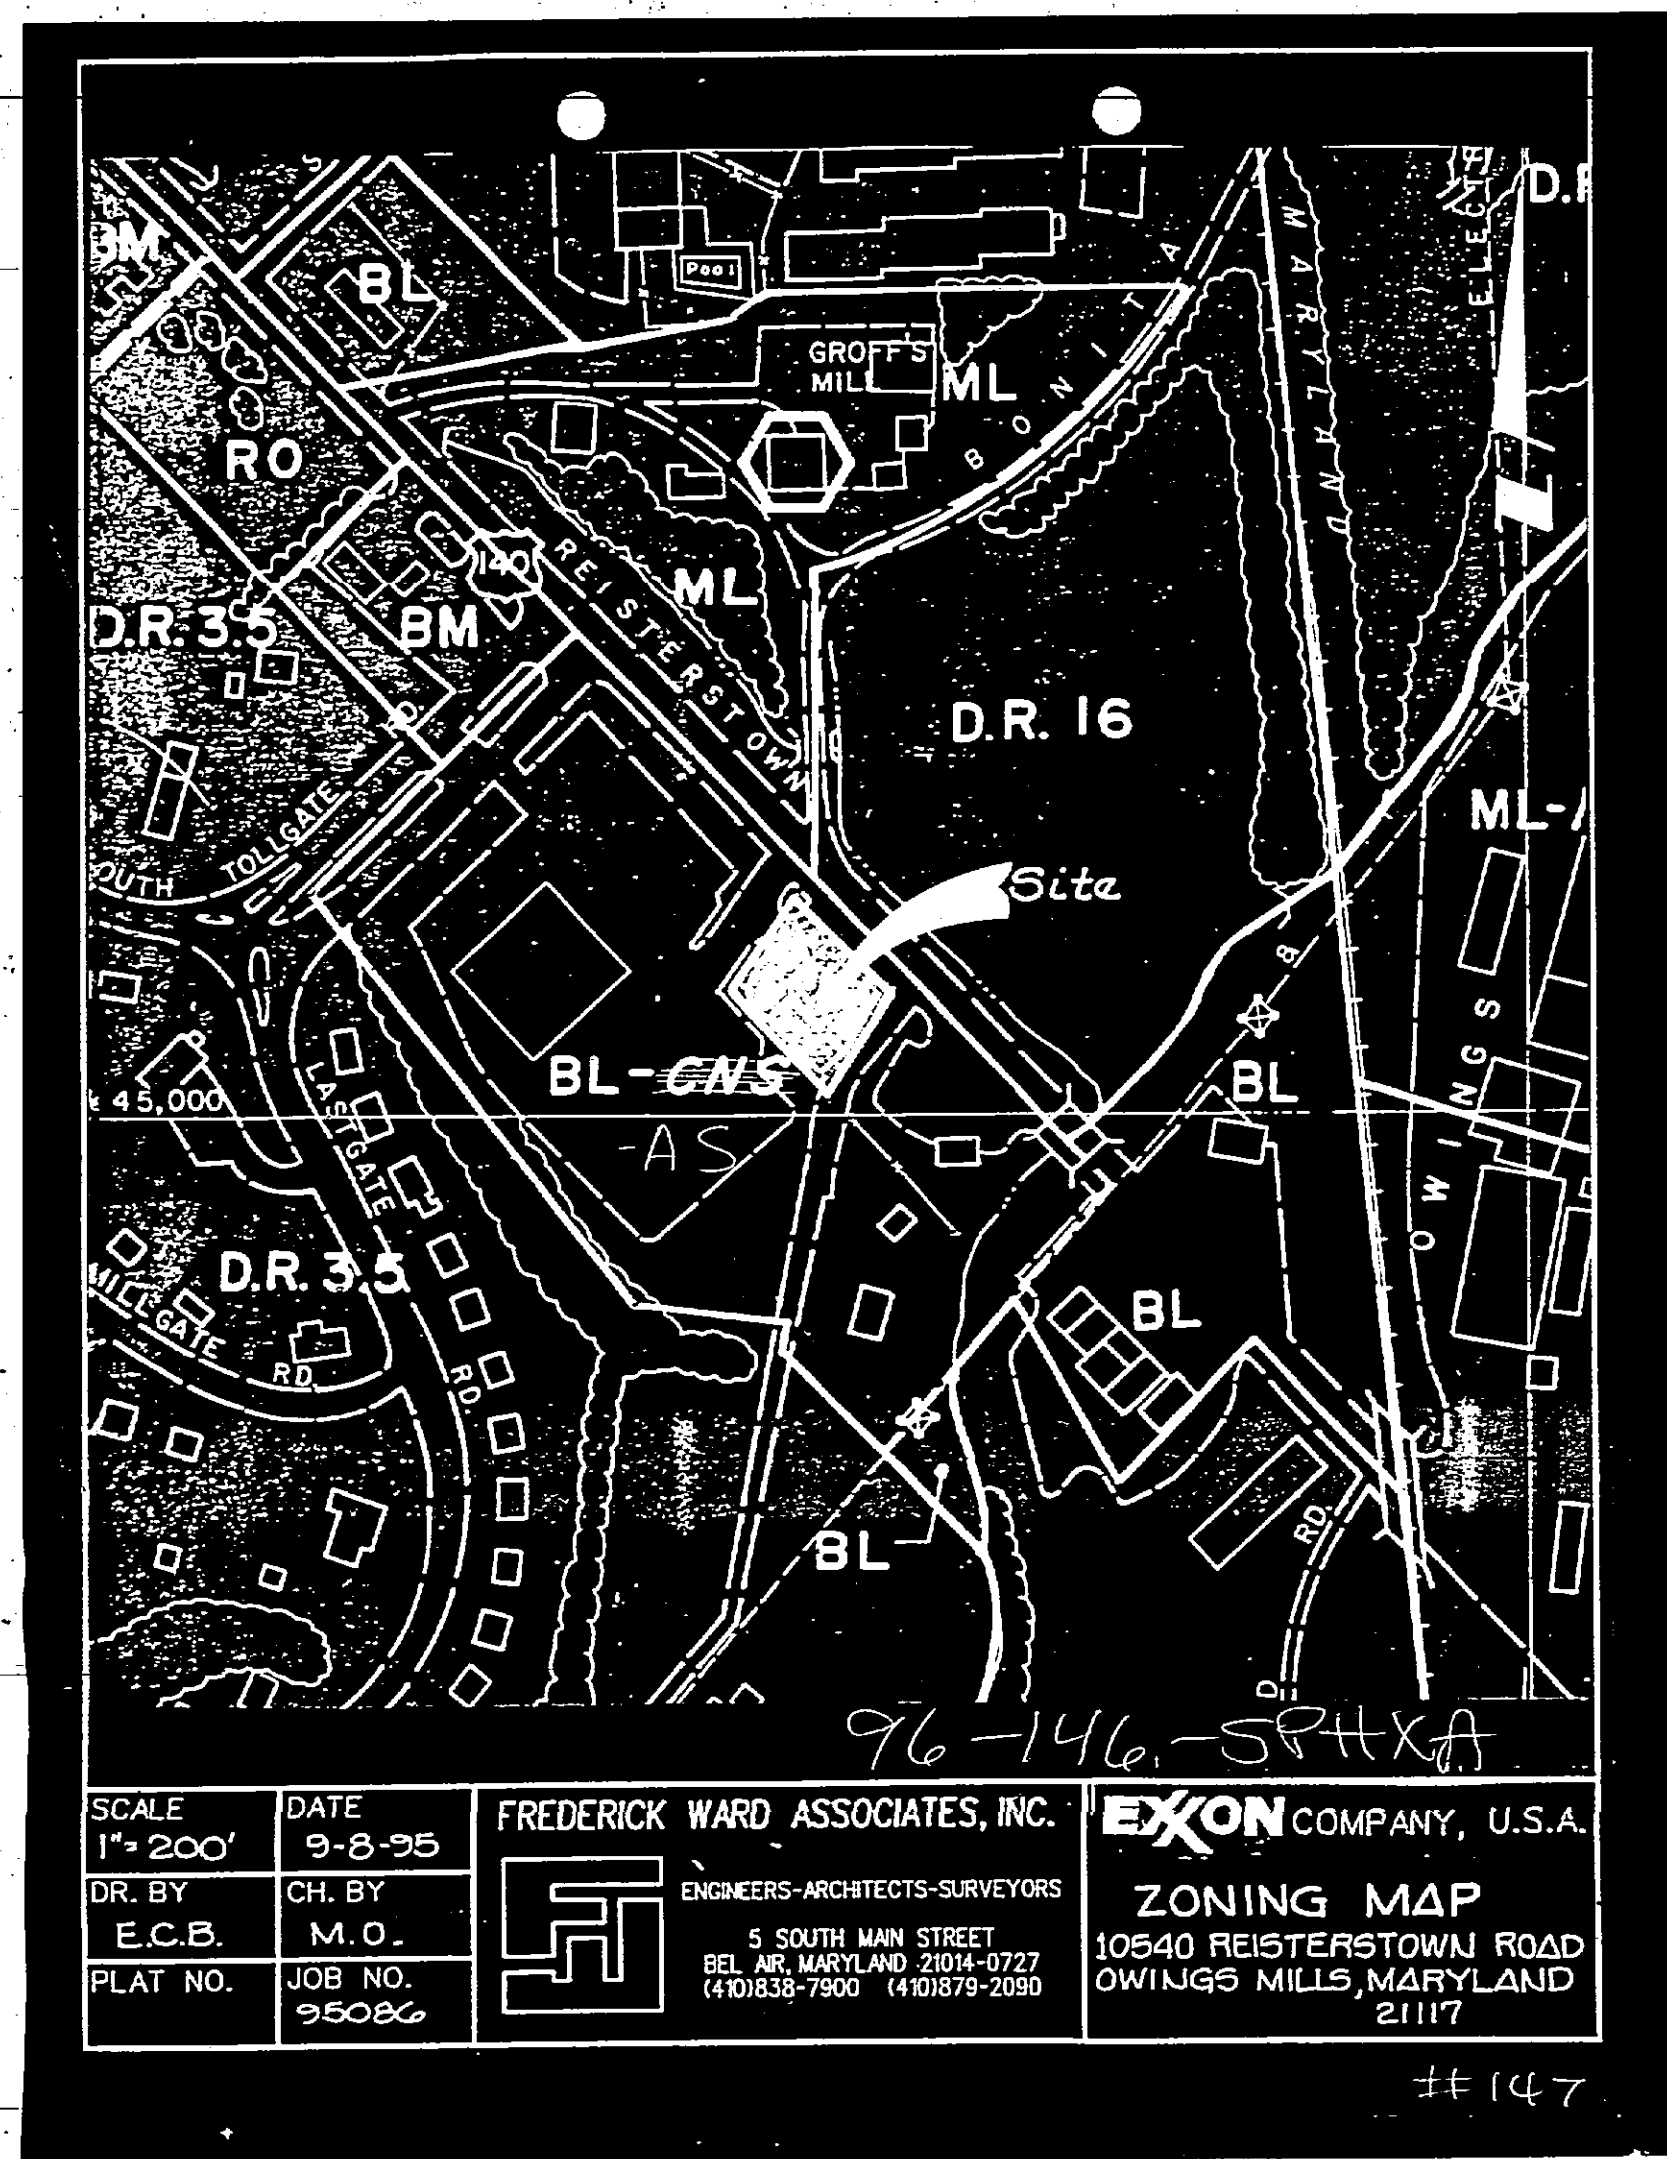 D.R
BM
BL
Pool
MARYLAND
ELECTR
GROFF'S
MILL
ML
BONITA
RO
140
REISTERSTOWN
ML
D.R. 3.5
BM
D.R. 16
ML-
SOUTH TOLLGATE RD
Site
BL-CNS
-AS
&
BL
OWINGS
45,000
LASTGATE RD.
D.R. 3.5
MILLGATE RD.
BL
BL
RD.
D
96-146-SPHXA
SCALE
1"=200'
DATE
9-8-95
DR. BY
E.C.B.
CH. BY
M.O.
PLAT NO.
JOB NO.
95086
FREDERICK WARD ASSOCIATES, INC.
ENGINEERS-ARCHITECTS-SURVEYORS
5 SOUTH MAIN STREET
BEL AIR, MARYLAND 21014-0727
(410)838-7900 (410)879-2090
EXXON COMPANY, U.S.A.
ZONING MAP
10540 REISTERSTOWN ROAD
OWINGS MILLS, MARYLAND
21117
#147